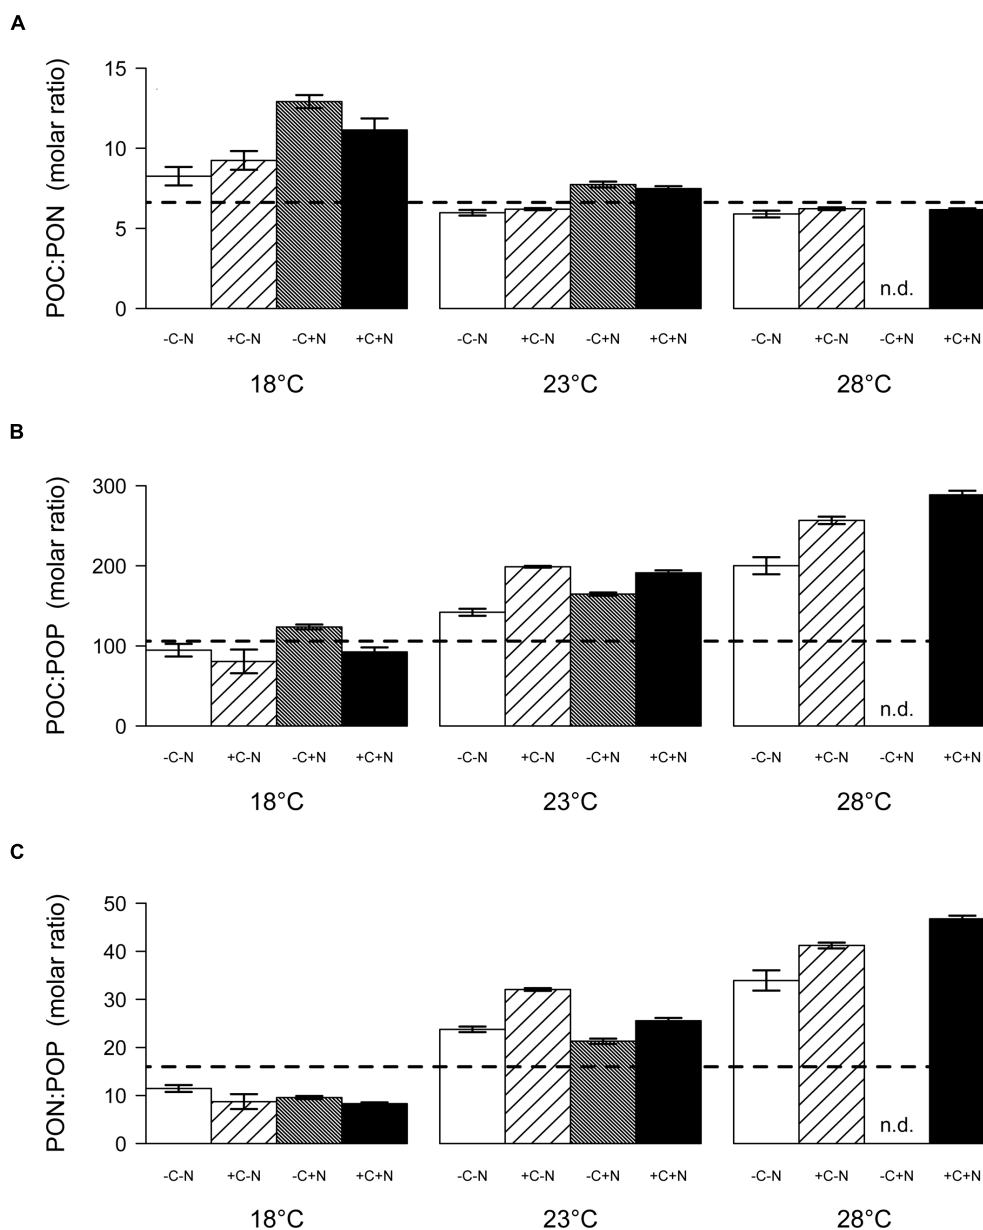 A
POC:PON (molar ratio)
15
10
5
0
n.d.
-C-N +C-N -C+N +C+N -C-N +C-N -C+N +C+N -C-N +C-N -C+N +C+N
18°C 23°C 28°C
B
POC:POP (molar ratio)
300
200
100
0
n.d.
-C-N +C-N -C+N +C+N -C-N +C-N -C+N +C+N -C-N +C-N -C+N +C+N
18°C 23°C 28°C
C
PON:POP (molar ratio)
50
40
30
20
10
0
n.d.
-C-N +C-N -C+N +C+N -C-N +C-N -C+N +C+N -C-N +C-N -C+N +C+N
18°C 23°C 28°C